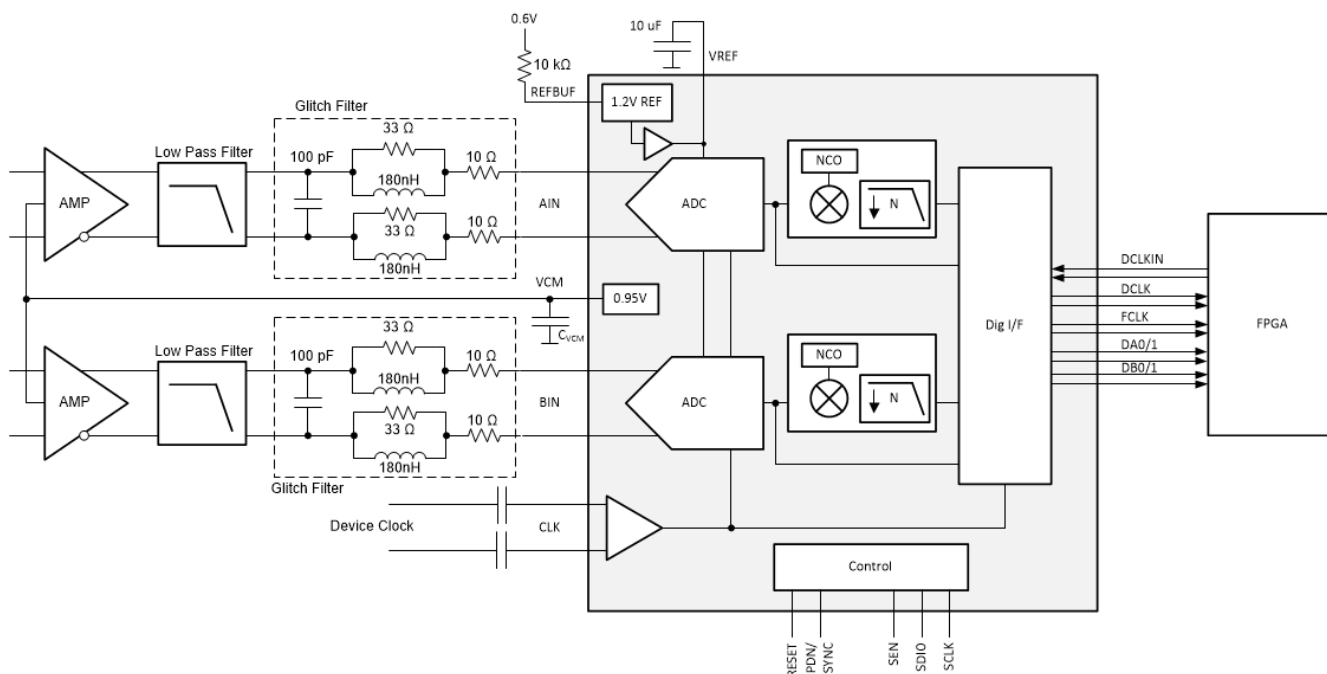 0.6V
10 uF
VREF
10 kΩ
REFBUF
1.2V REF
Glitch Filter
33 Ω
Low Pass Filter
100 pF
10 Ω
180nH
AMP
AIN
ADC
NCO
N
10 Ω
33 Ω
180nH
VCM
0.95V
CVCM
Dig I/F
DCLKIN
DCLK
FCLK
DA0/1
DB0/1
FPGA
33 Ω
Low Pass Filter
100 pF
10 Ω
180nH
AMP
BIN
ADC
NCO
N
10 Ω
33 Ω
180nH
Glitch Filter
Device Clock
CLK
Control
RESET
PDN/
SYNC
SEN
SDIO
SCLK